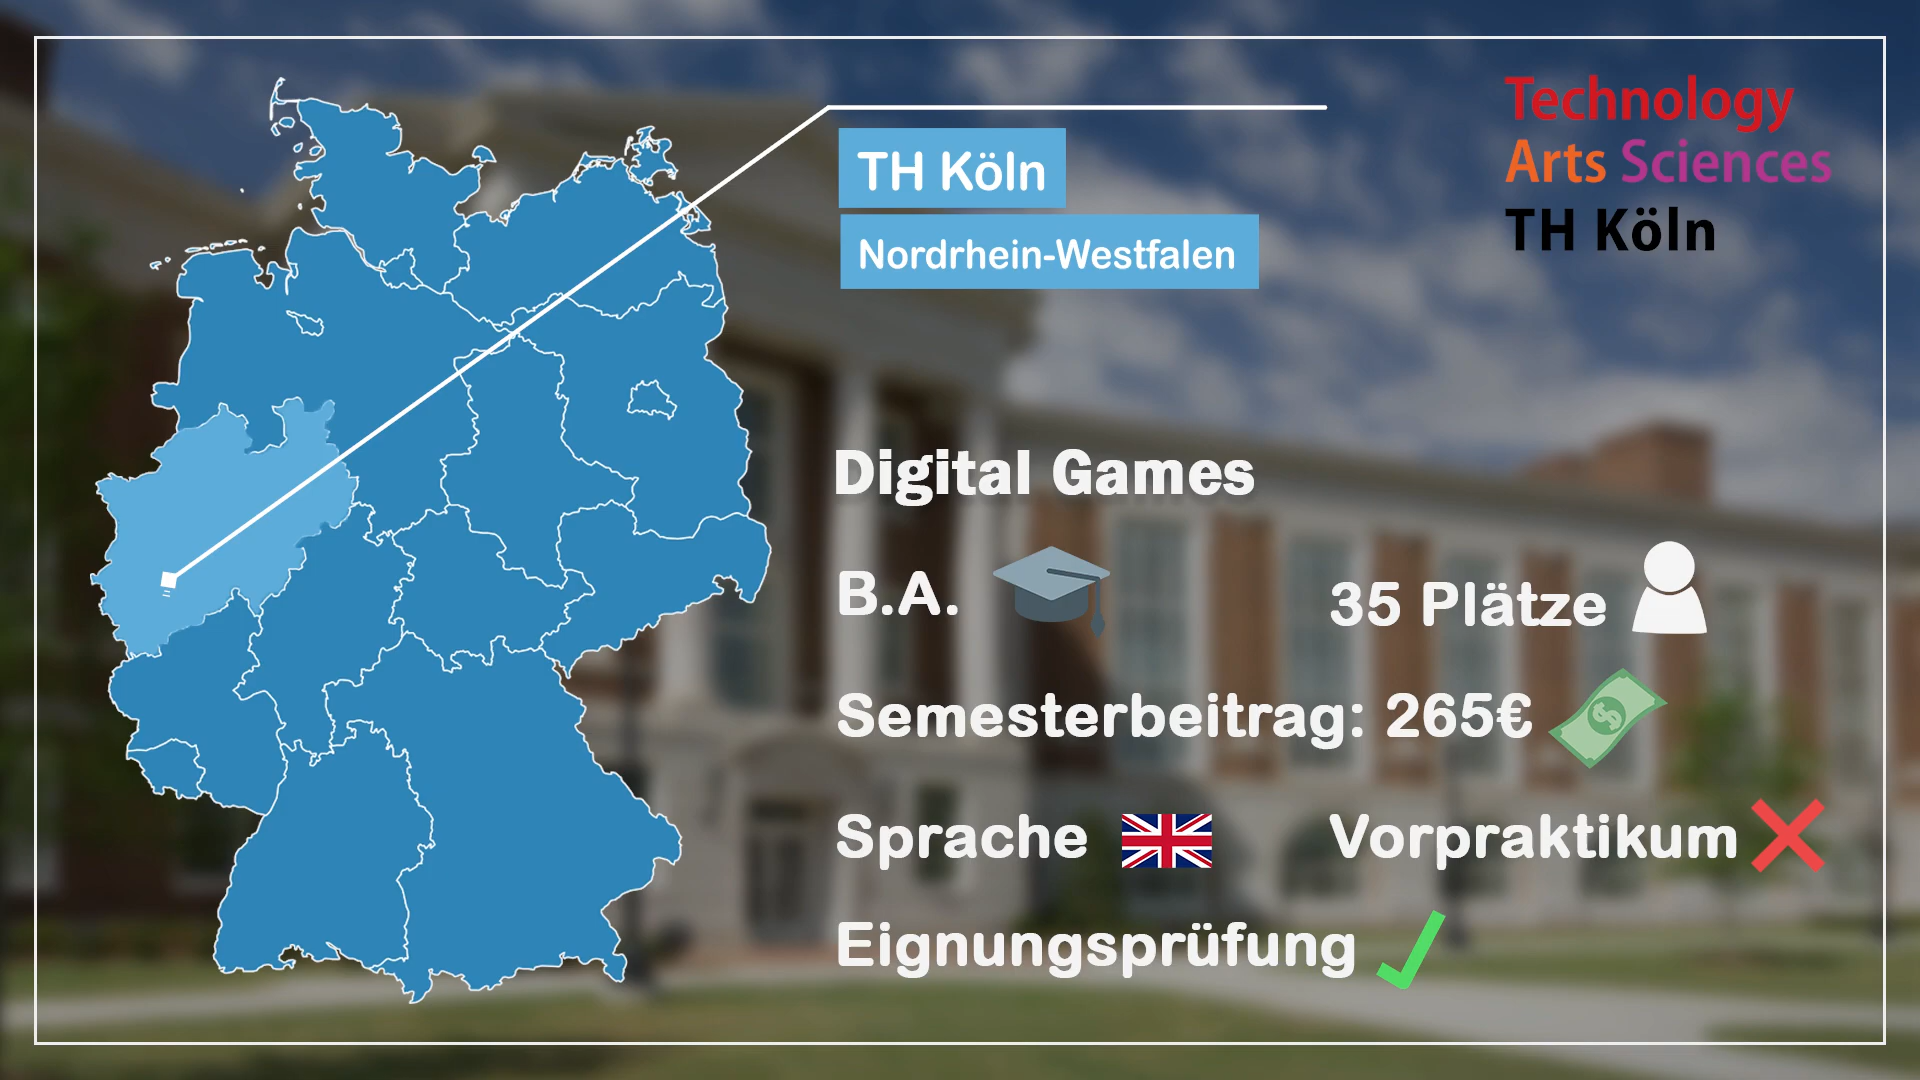 TH Köln
Nordrhein-Westfalen
Technology
Arts Sciences
TH Köln
Digital Games
B.A.
35 Plätze
Semesterbeitrag: 265€
Sprache
Vorpraktikum
Eignungsprüfung